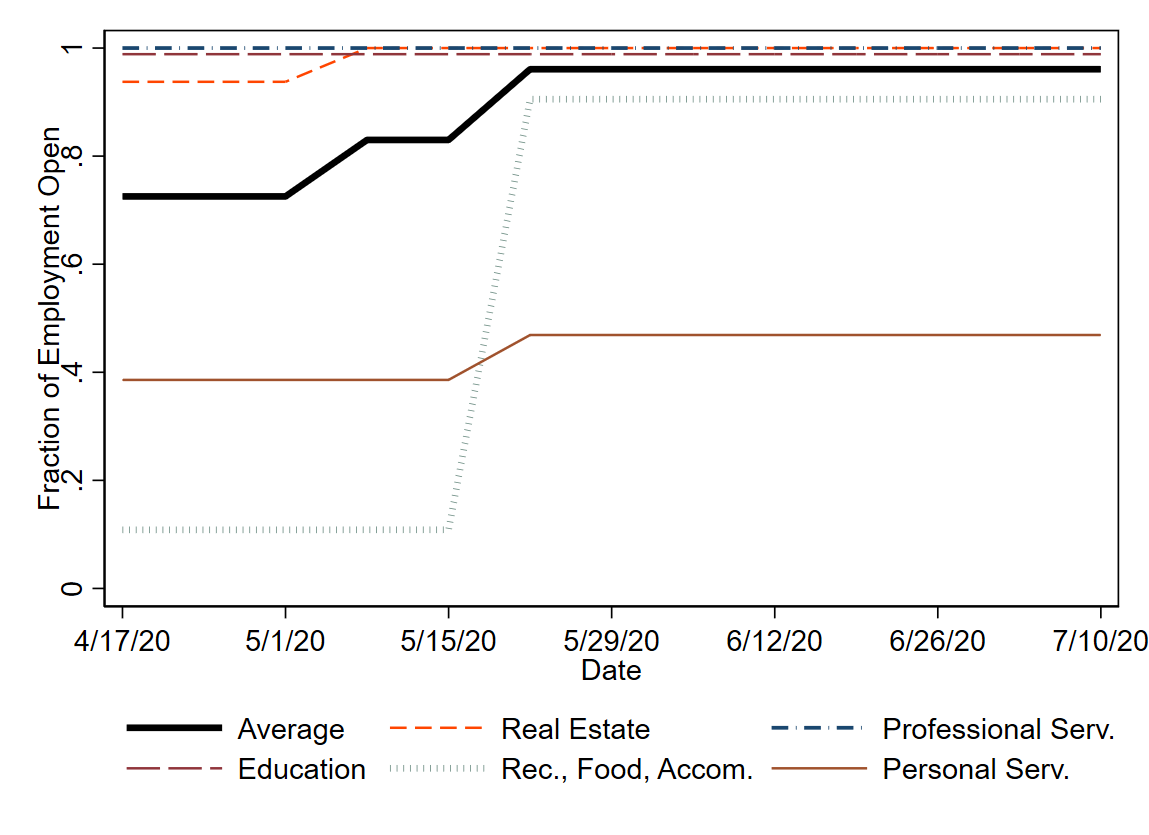 Fraction of Employment Open
1
.8
.6
.4
.2
0
4/17/20 5/1/20 5/15/20 5/29/20 6/12/20 6/26/20 7/10/20
Date
Average Real Estate Professional Serv.
Education Rec., Food, Accom. Personal Serv.